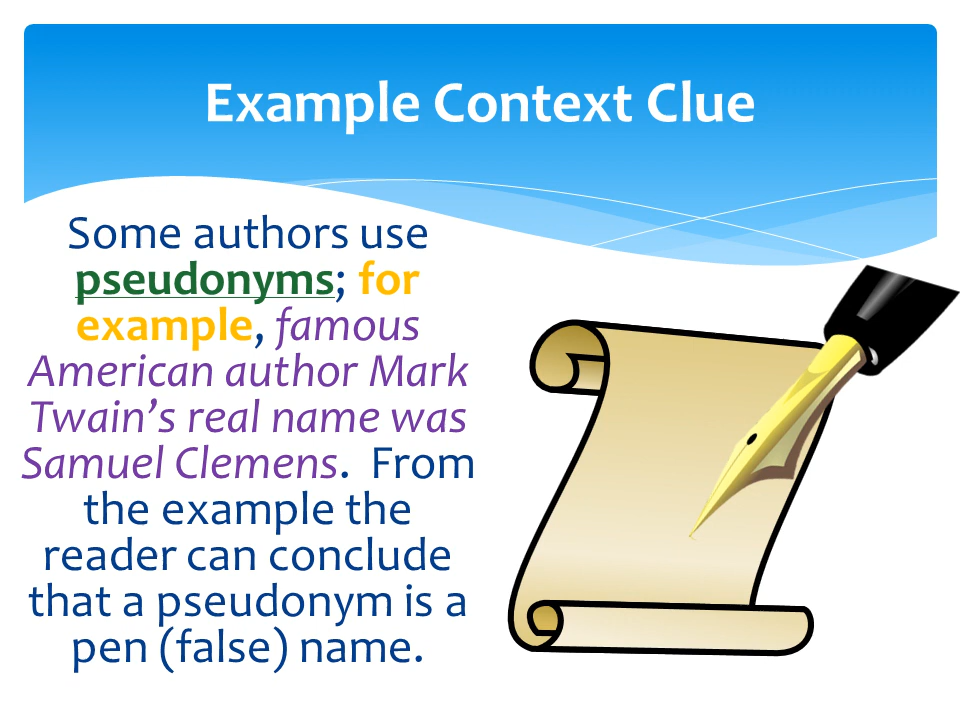 Example Context Clue
Some authors use
pseudonyms; for
example, famous
American author Mark
Twain’s real name was
Samuel Clemens.  From
the example the
reader can conclude
that a pseudonym is a
pen (false) name.